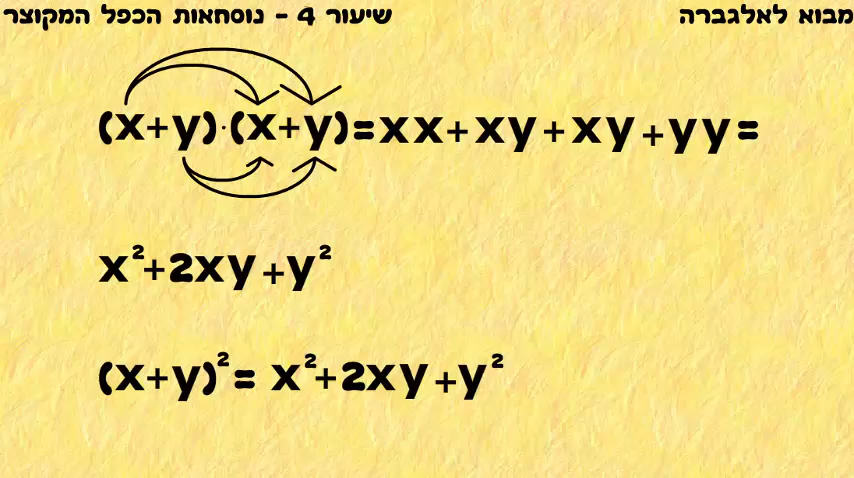 מבוא לאלגברה
שיעור 4 - נוסחאות הכפל המקוצר
(x+y)·(x+y)=xx+xy+xy+yy=
x²+2xy+y²
(x+y)²= x²+2xy+y²